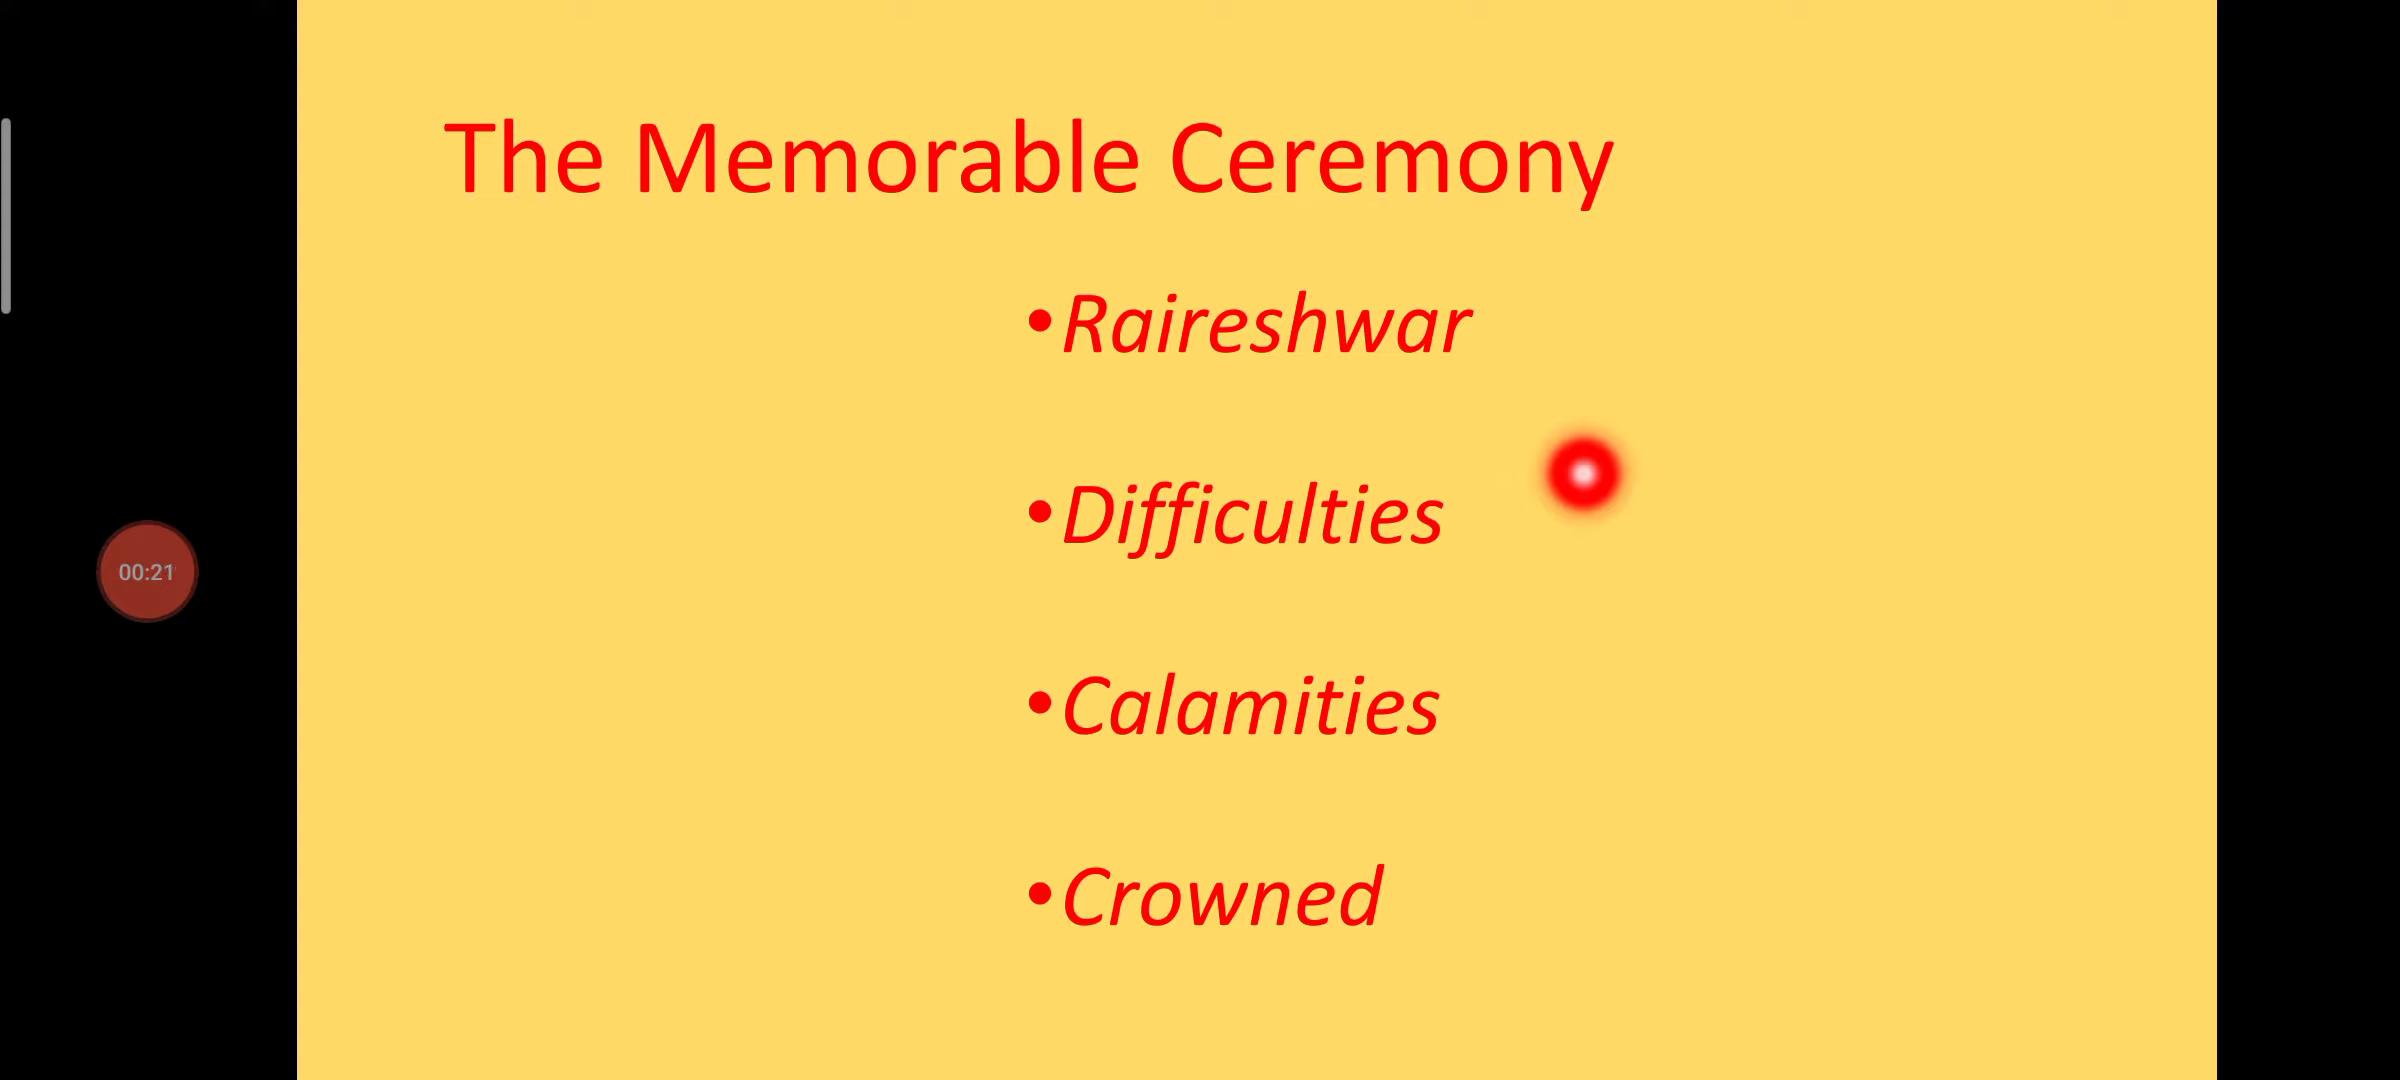 The Memorable Ceremony
•Raireshwar
•Difficulties
00:21
•Calamities
•Crowned